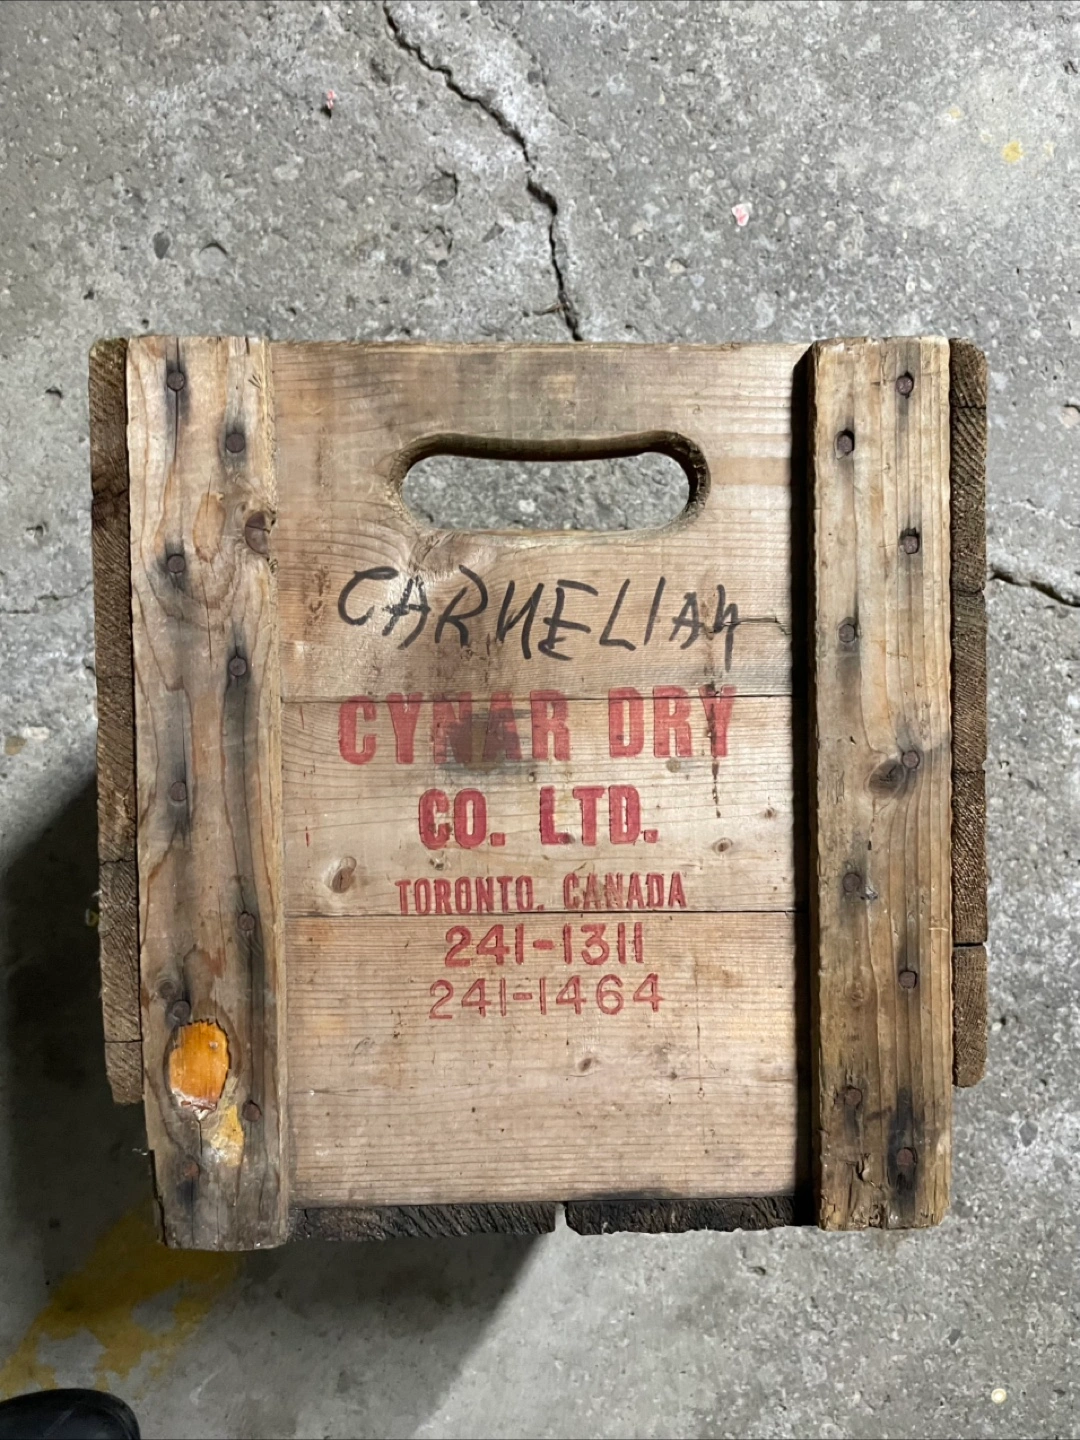 CARNELIAN
CYNAR DRY
CO. LTD.
TORONTO. CANADA
241-1311
241-1464